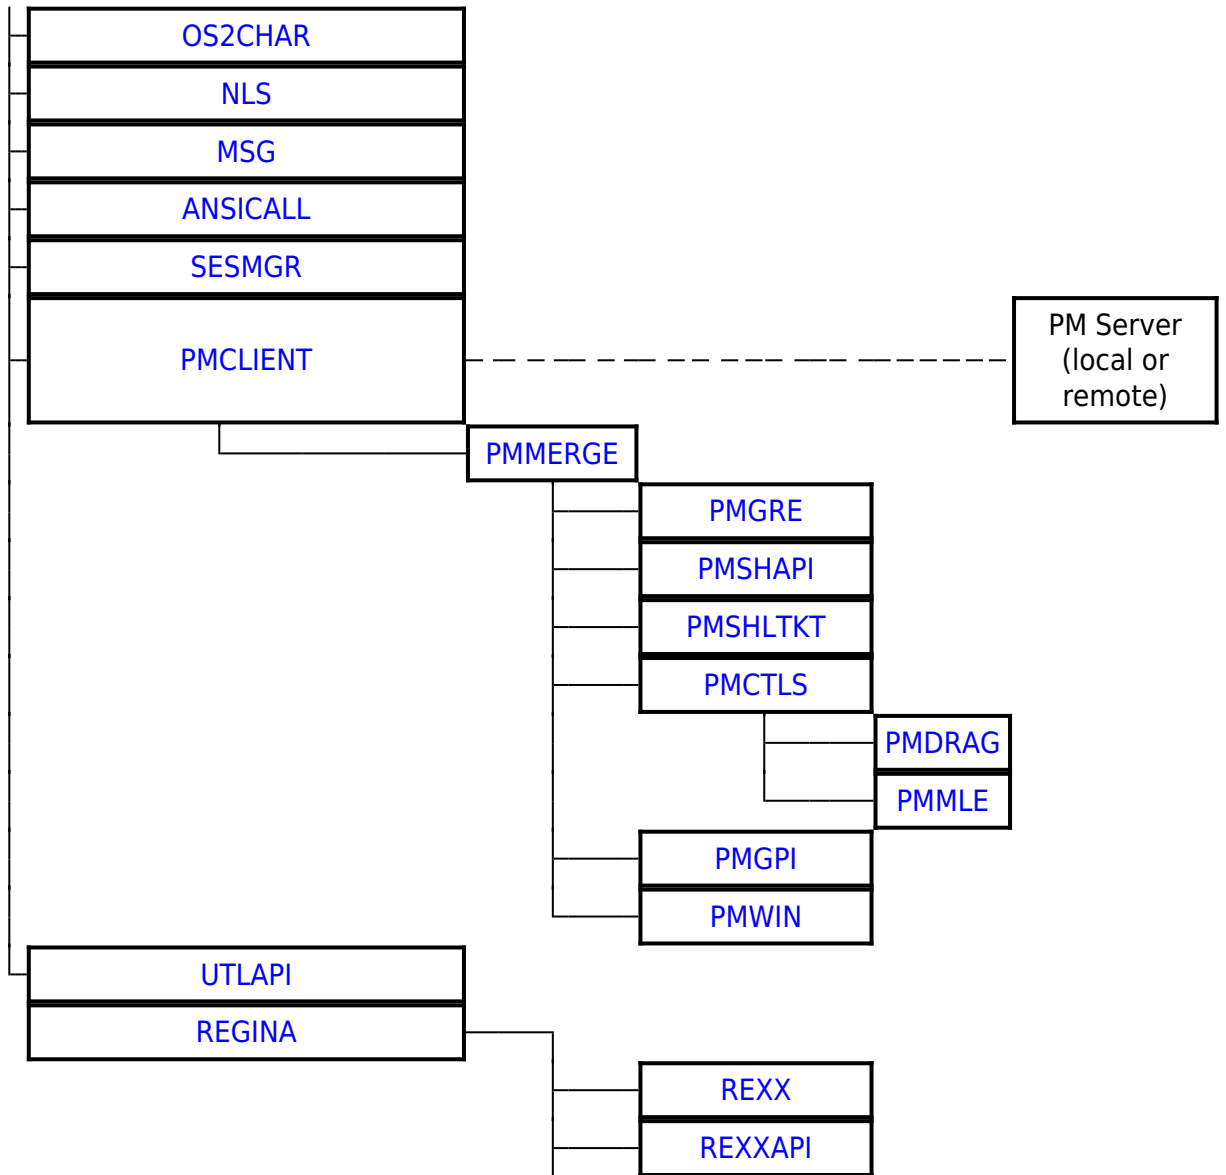 OS2CHAR
NLS
MSG
ANSICALL
SESMGR
PMCLIENT
PM Server
(local or
remote)
PMMERGE
PMGRE
PMSHAPI
PMSHLTKT
PMCTLS
PMDRAG
PMMLE
PMGPI
PMWIN
UTLAPI
REGINA
REXX
REXXAPI